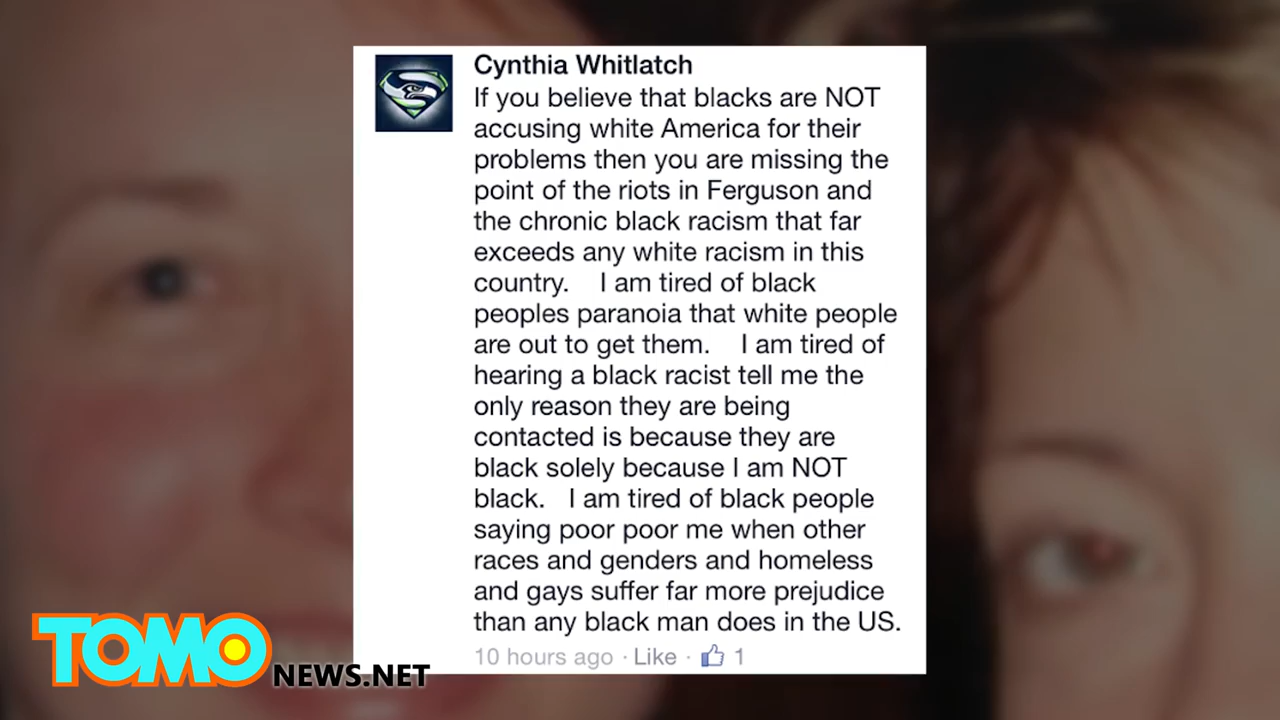 Cynthia Whitlatch
If you believe that blacks are NOT
accusing white America for their
problems then you are missing the
point of the riots in Ferguson and
the chronic black racism that far
exceeds any white racism in this
country. I am tired of black
peoples paranoia that white people
are out to get them. I am tired of
hearing a black racist tell me the
only reason they are being
contacted is because they are
black solely because I am NOT
black. I am tired of black people
saying poor poor me when other
races and genders and homeless
and gays suffer far more prejudice
than any black man does in the US.
10 hours ago · Like · 1
TOMO
NEWS.NET